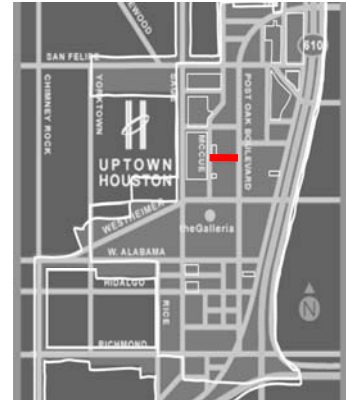 INEWOOD
SAN FELIPE
610
CHIMNEY ROCK
YORKTOWN
SAGE
MCCUE
POST OAK BOULEVARD
UPTOWN
HOUSTON
WESTHEIMER
theGalleria
W. ALABAMA
HIDALGO
RICE
RICHMOND
N